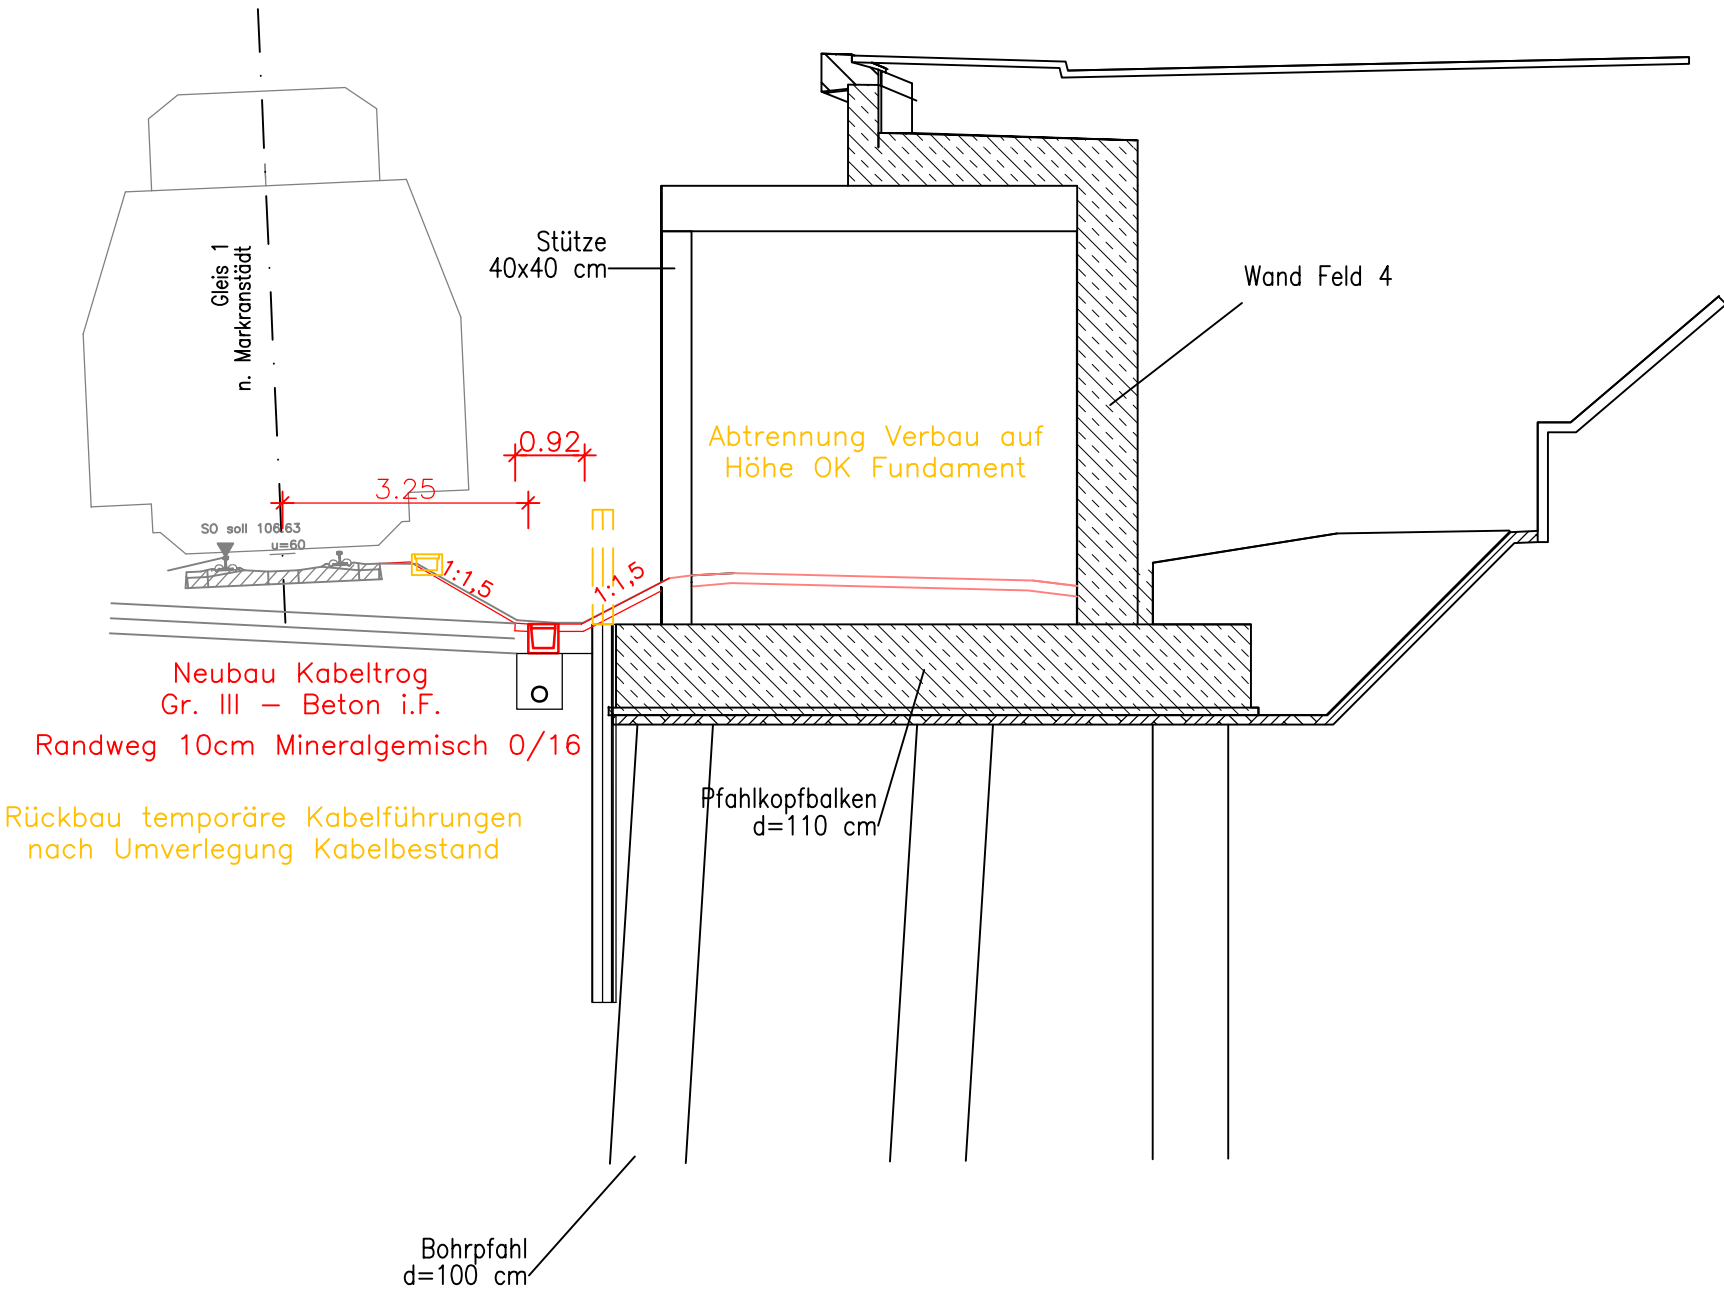 Gleis 1
n. Markranstädt
Stütze
40x40 cm
Wand Feld 4
0.92
Abtrennung Verbau auf
Höhe OK Fundament
3.25
SO soll 106.63
u=60
1:1,5
1:1,5
Neubau Kabeltrog
Gr. III – Beton i.F.
Randweg 10cm Mineralgemisch 0/16
Rückbau temporäre Kabelführungen
nach Umverlegung Kabelbestand
Pfahlkopfbalken
d=110 cm
Bohrpfahl
d=100 cm